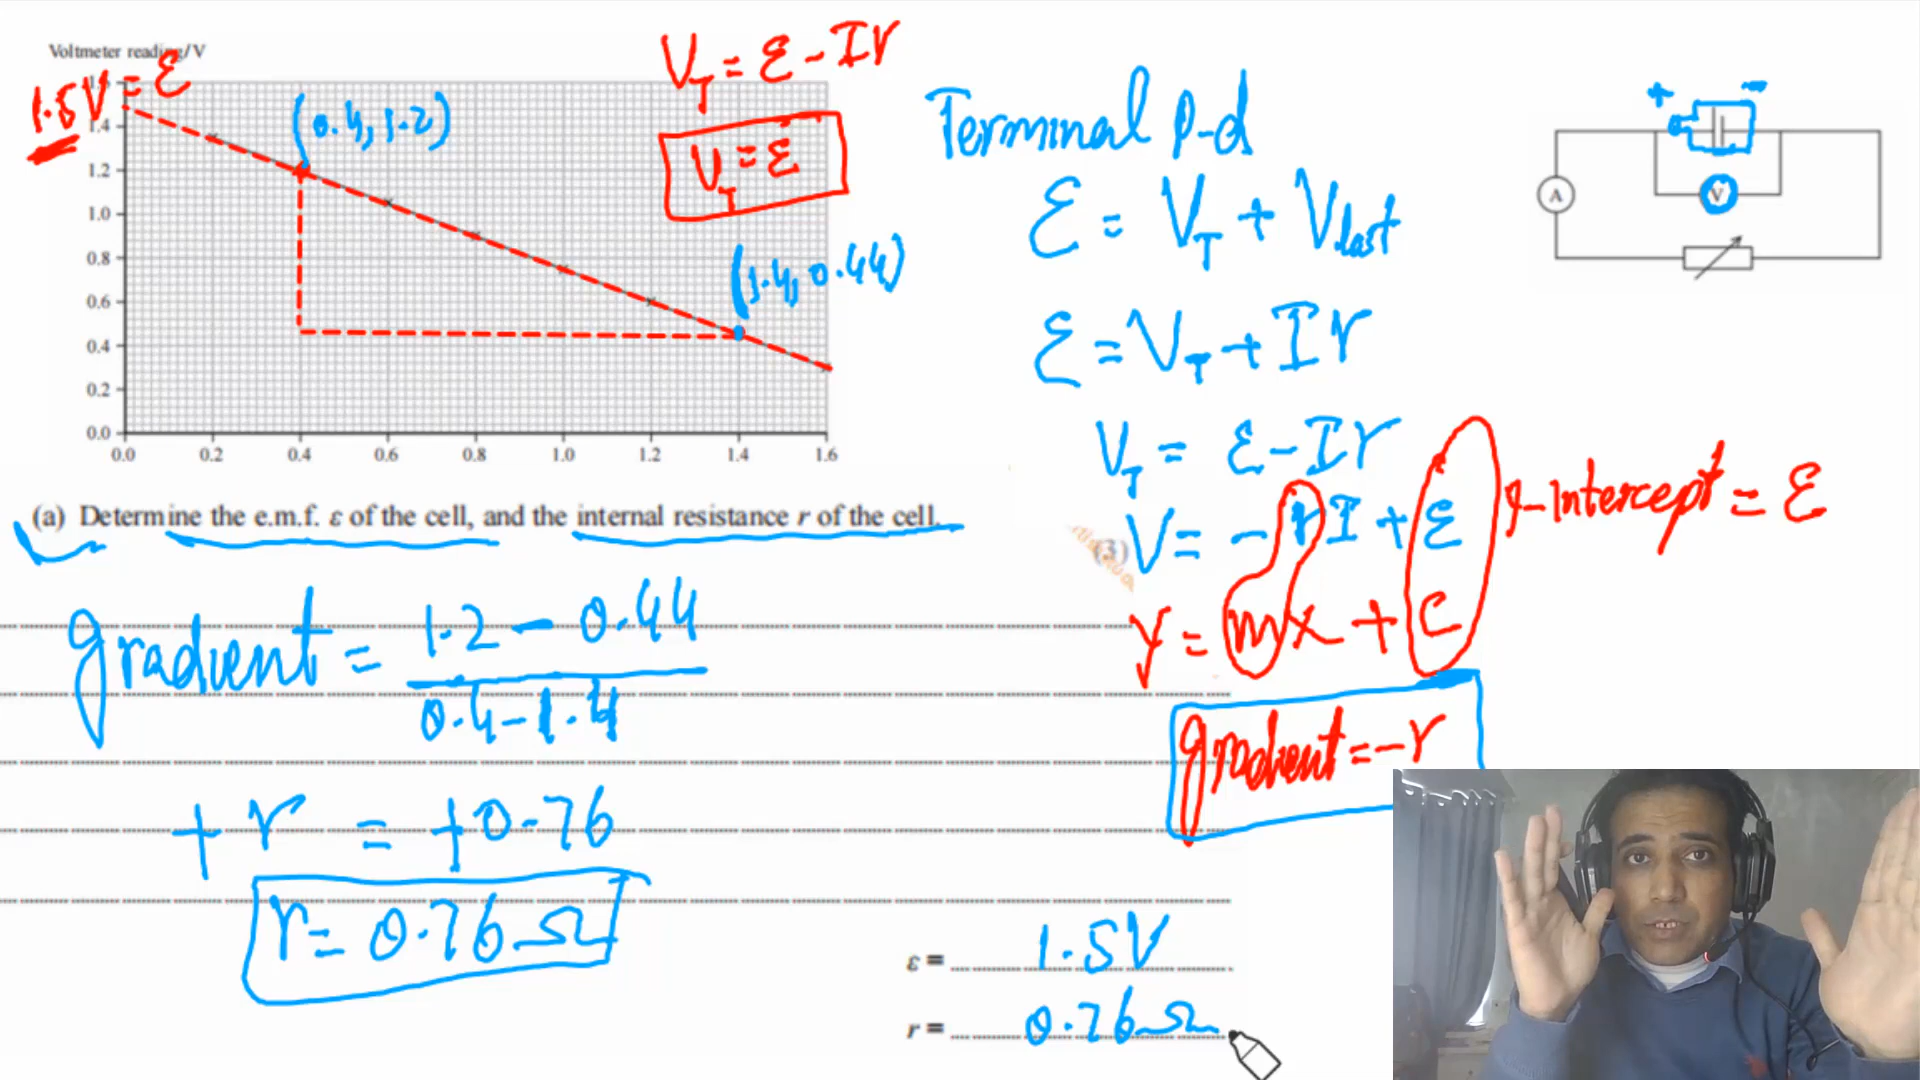 Voltmeter reading/V
1.5V = ε
1.4
1.2
1.0
0.8
0.6
0.4
0.2
0.0
0.0 0.2 0.4 0.6 0.8 1.0 1.2 1.4 1.6
(0.4, 1.2)
(1.4, 0.44)
V_T = ε - Ir
V_T = ε
Terminal P-d
ε = V_T + V_lost
ε = V_T + Ir
V_T = ε - Ir
V = - rI + ε
y = mx + C
y-Intercept = ε
gradient = -r
+ -
V
A
(a) Determine the e.m.f. ε of the cell, and the internal resistance r of the cell.
(3)
gradient = 1.2 - 0.44
0.4 - 1.4
+ r = +0.76
r = 0.76 Ω
ε = 1.5V
r = 0.76 Ω